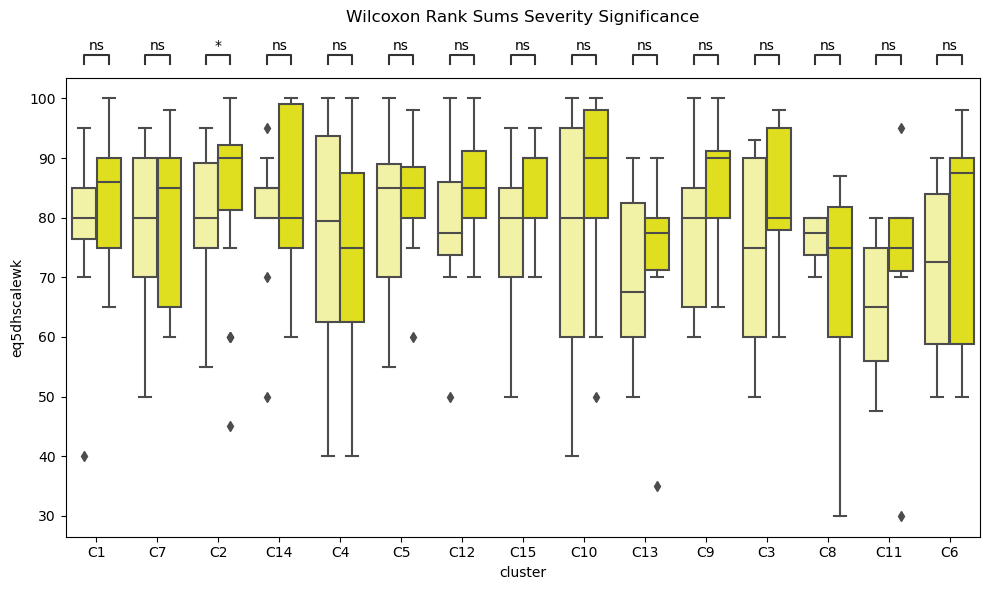 Wilcoxon Rank Sums Severity Significance
ns ns * ns ns ns ns ns ns ns ns ns ns ns ns
eq5dhscalewk
100
90
80
70
60
50
40
30
C1 C7 C2 C14 C4 C5 C12 C15 C10 C13 C9 C3 C8 C11 C6
cluster